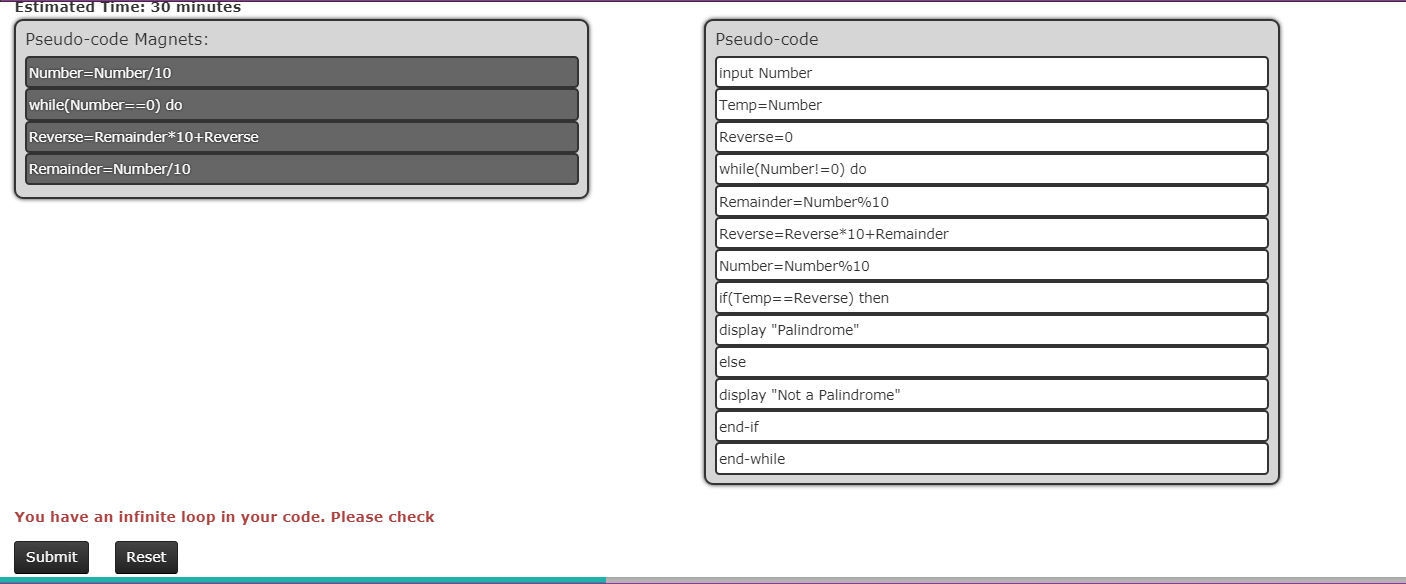 Estimated Time: 30 minutes
Pseudo-code Magnets:
Number=Number/10
while(Number==0) do
Reverse=Remainder*10+Reverse
Remainder=Number/10
Pseudo-code
input Number
Temp=Number
Reverse=0
while(Number!=0) do
Remainder=Number%10
Reverse=Reverse*10+Remainder
Number=Number%10
if(Temp==Reverse) then
display "Palindrome"
else
display "Not a Palindrome"
end-if
end-while
You have an infinite loop in your code. Please check
Submit
Reset